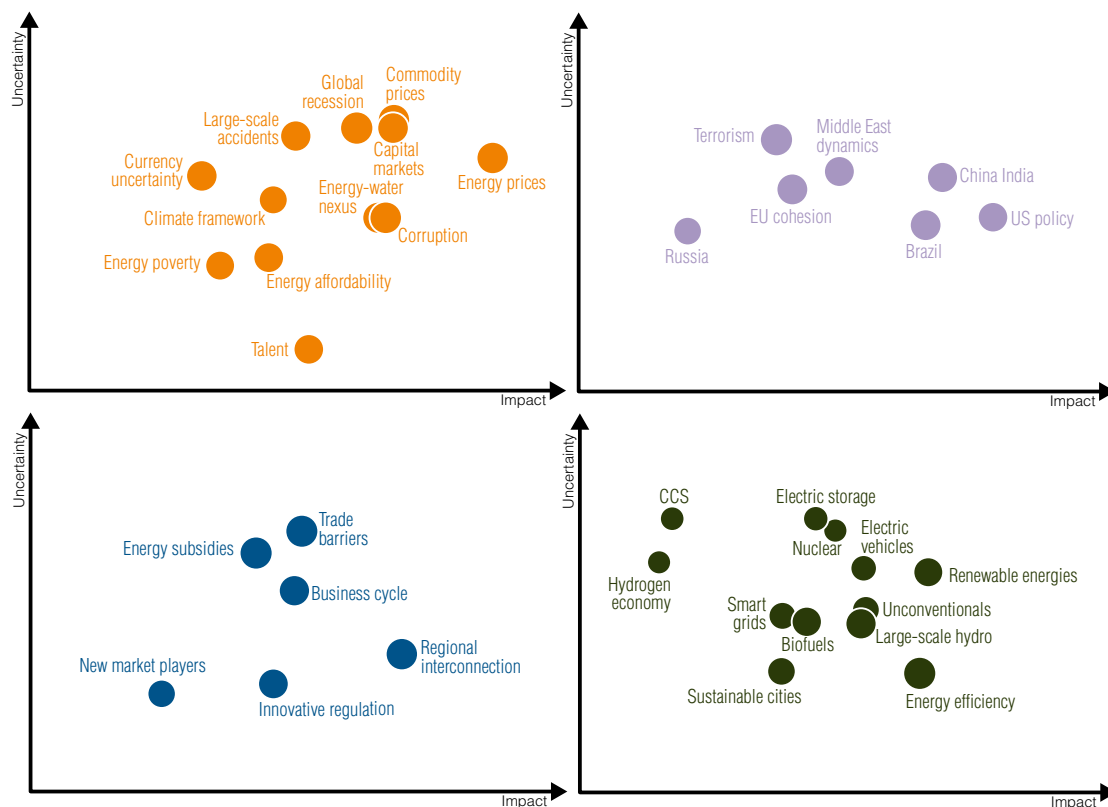 Uncertainty
Commodity
prices
Global
recession
Large-scale
accidents
Capital
markets
Currency
uncertainty
Energy prices
Energy-water
nexus
Climate framework
Corruption
Energy poverty
Energy affordability
Talent
Impact
Uncertainty
Terrorism
Middle East
dynamics
China India
EU cohesion
US policy
Russia
Brazil
Impact
Uncertainty
Trade
barriers
Energy subsidies
Business cycle
Regional
interconnection
New market players
Innovative regulation
Impact
Uncertainty
CCS
Electric storage
Electric
vehicles
Nuclear
Hydrogen
economy
Renewable energies
Smart
grids
Unconventionals
Biofuels
Large-scale hydro
Sustainable cities
Energy efficiency
Impact